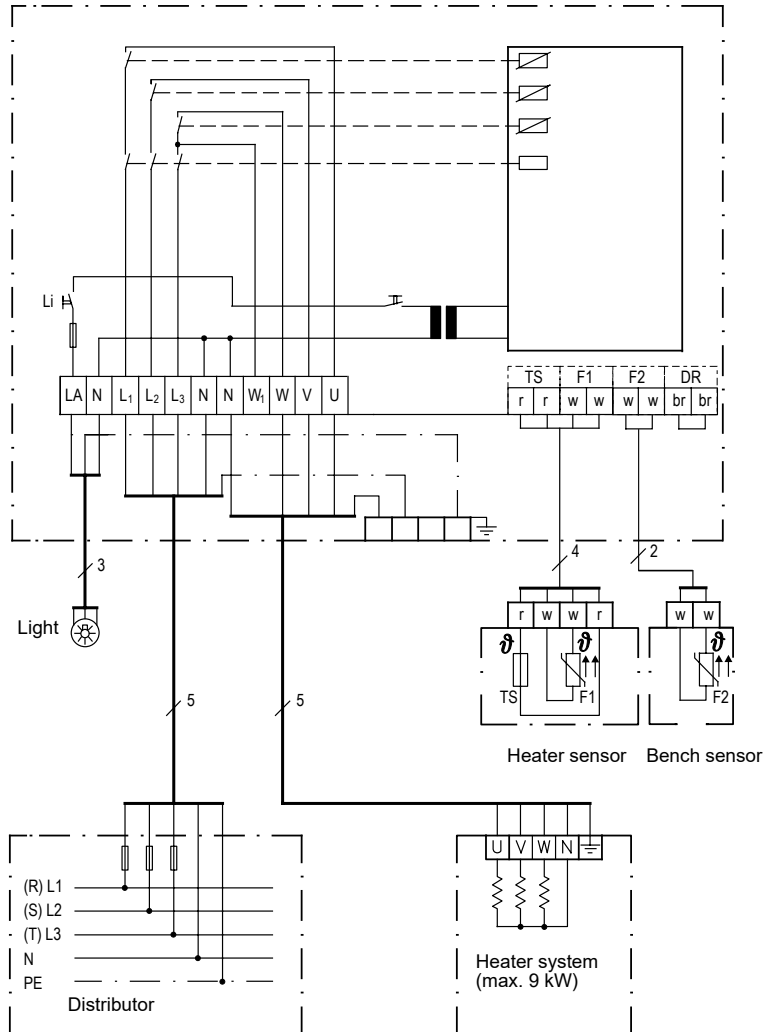 Li
LA N L1 L2 L3 N N W1 W V U
TS F1 F2 DR
r r w w w w br br
3
4
2
Light
r w w r
w w
ϑ ϑ ϑ
TS F1 F2
5
5
Heater sensor
Bench sensor
U V W N
(R) L1
(S) L2
(T) L3
N
PE
Distributor
Heater system
(max. 9 kW)